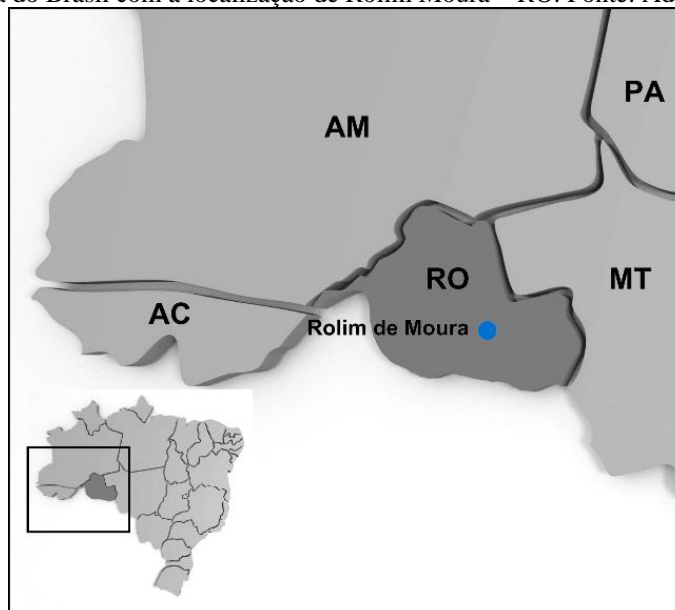 do Brasil com a localização de Rolim Moura – RO. Fonte:
PA
AM
RO
MT
AC
Rolim de Moura